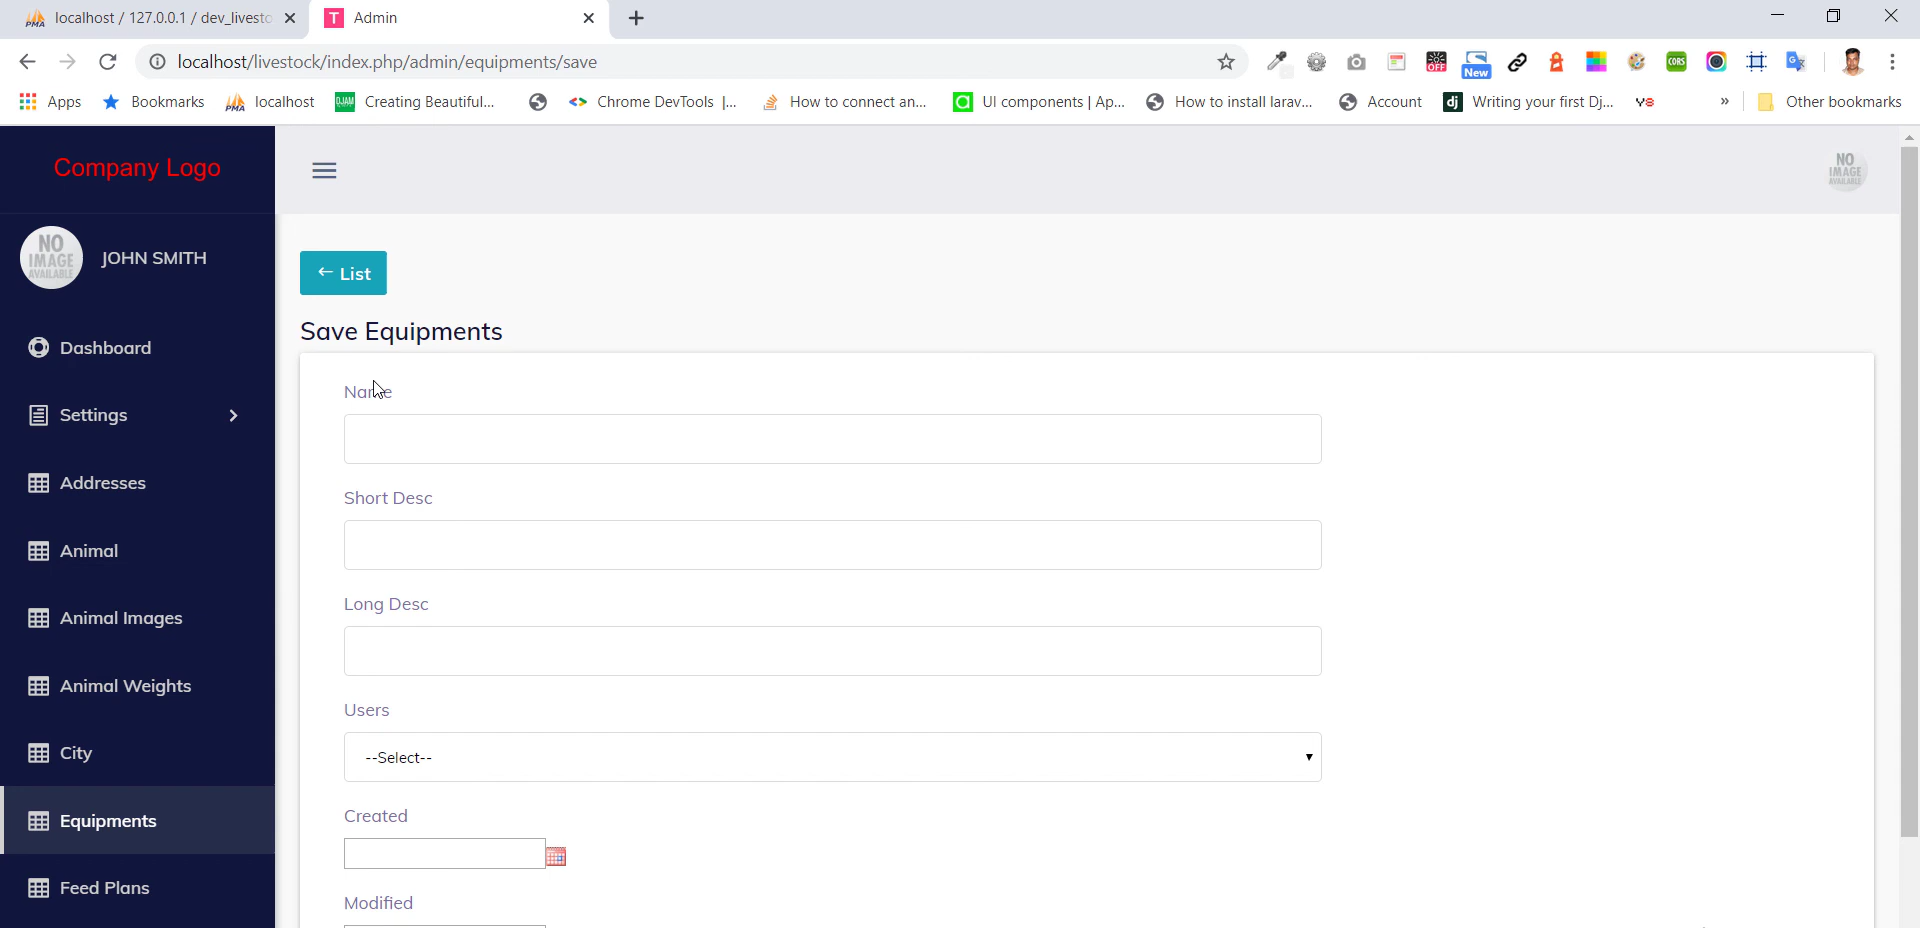 localhost / 127.0.0.1 / dev_livesto
Admin
localhost/livestock/index.php/admin/equipments/save
Apps
Bookmarks
localhost
Creating Beautiful...
Chrome DevTools |...
How to connect an...
UI components | Ap...
How to install larav...
Account
Writing your first Dj...
»
Other bookmarks
Company Logo
NO IMAGE AVAILABLE
NO IMAGE AVAILABLE
JOHN SMITH
← List
Save Equipments
Dashboard
Settings
Addresses
Animal
Animal Images
Animal Weights
City
Equipments
Feed Plans
Name
Short Desc
Long Desc
Users
--Select--
Created
Modified